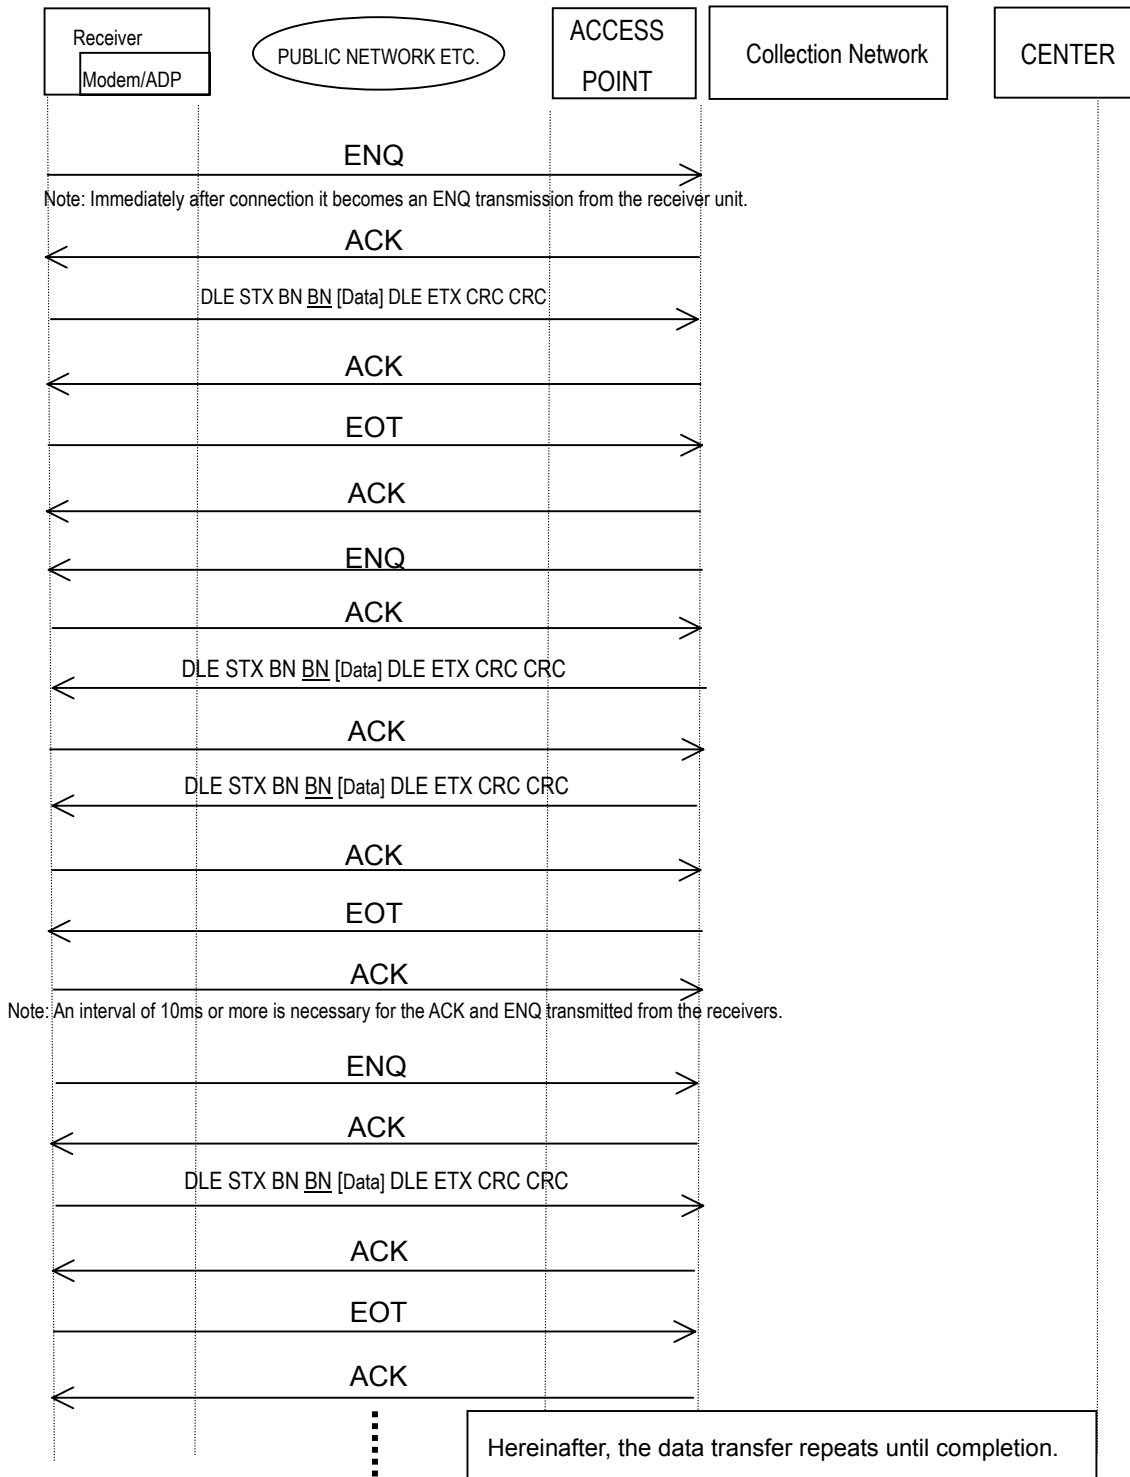 Receiver
Modem/ADP
PUBLIC NETWORK ETC.
ACCESS
POINT
Collection Network
CENTER
ENQ
Note: Immediately after connection it becomes an ENQ transmission from the receiver unit.
ACK
DLE STX BN BN [Data] DLE ETX CRC CRC
ACK
EOT
ACK
ENQ
ACK
DLE STX BN BN [Data] DLE ETX CRC CRC
ACK
DLE STX BN BN [Data] DLE ETX CRC CRC
ACK
EOT
ACK
Note: An interval of 10ms or more is necessary for the ACK and ENQ transmitted from the receivers.
ENQ
ACK
DLE STX BN BN [Data] DLE ETX CRC CRC
ACK
EOT
ACK
Hereinafter, the data transfer repeats until completion.